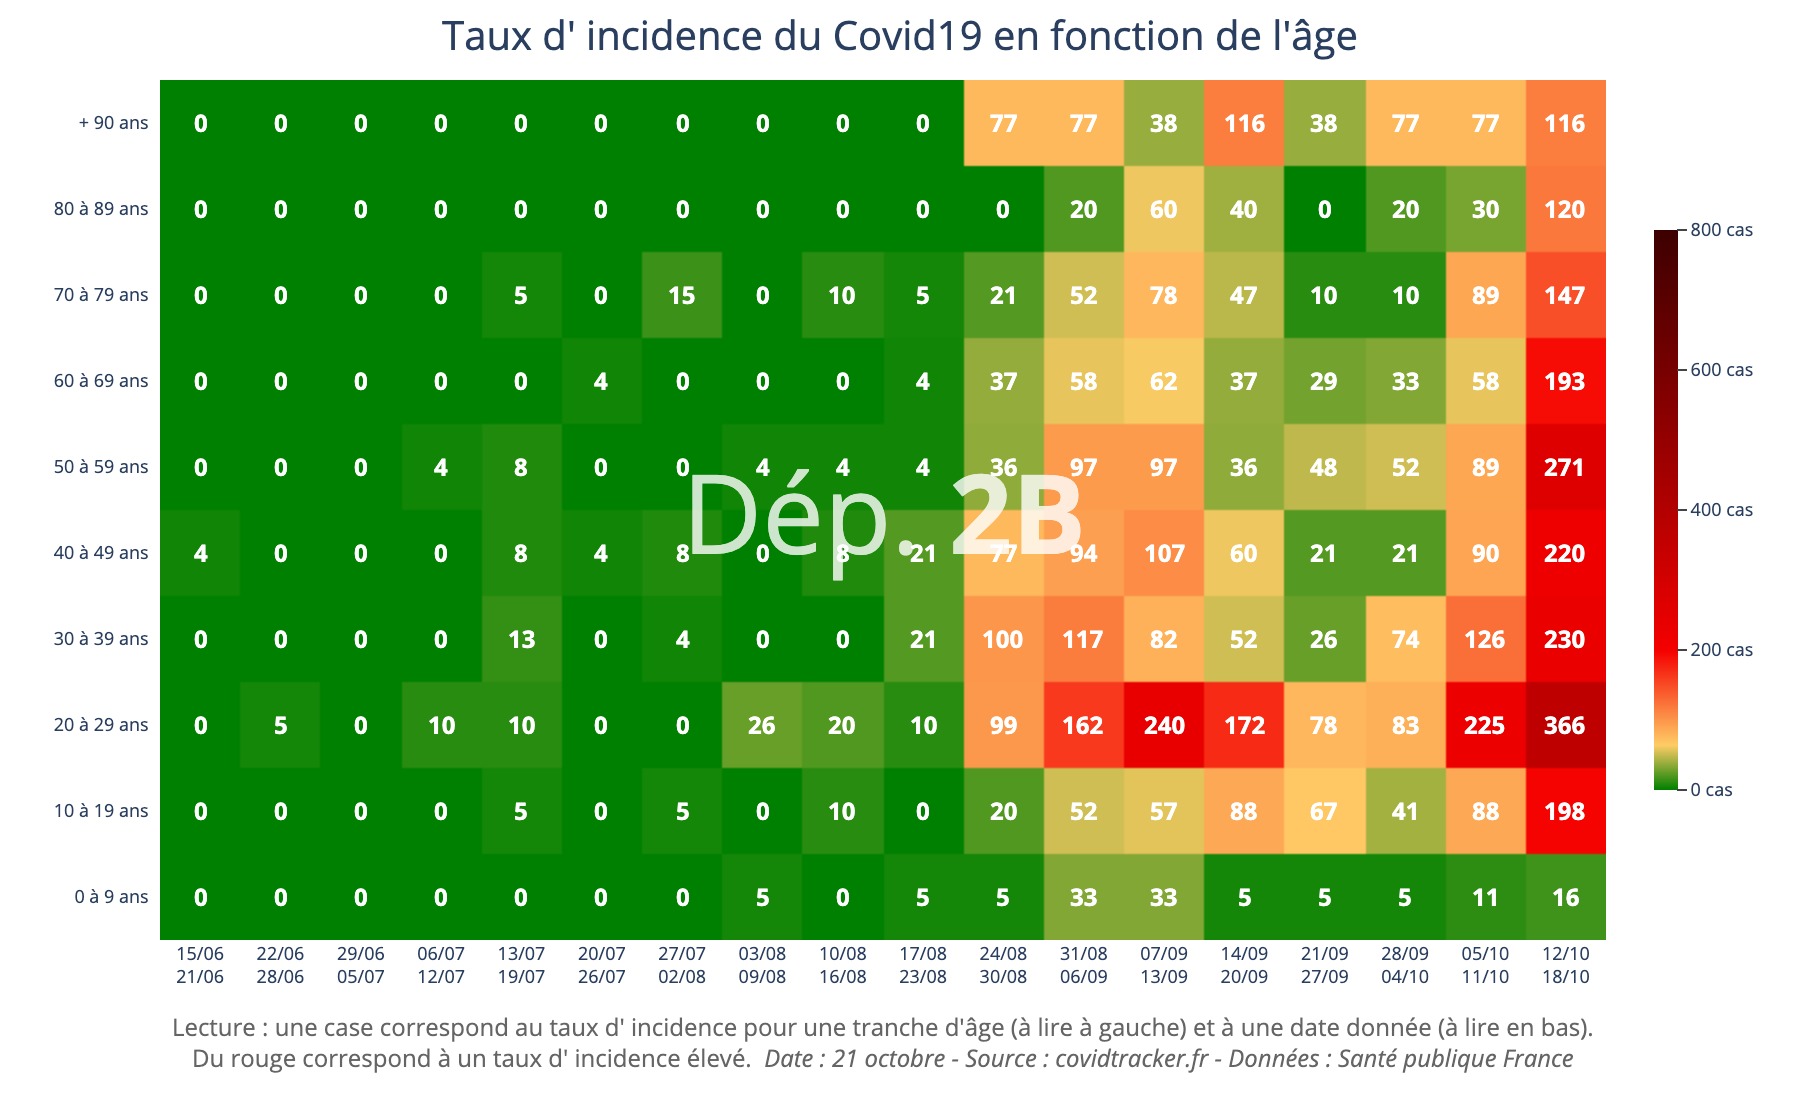 Taux d' incidence du Covid19 en fonction de l'âge
+ 90 ans 0 0 0 0 0 0 0 0 0 0 77 77 38 116 38 77 77 116
80 à 89 ans 0 0 0 0 0 0 0 0 0 0 0 20 60 40 0 20 30 120
800 cas
70 à 79 ans 0 0 0 0 5 0 15 0 10 5 21 52 78 47 10 10 89 147
600 cas
60 à 69 ans 0 0 0 0 0 4 0 0 0 4 37 58 62 37 29 33 58 193
50 à 59 ans 0 0 0 4 8 0 0 4 4 4 36 97 97 36 48 52 89 271
400 cas
Dép. 2B
40 à 49 ans 4 0 0 0 8 4 8 0 8 21 77 94 107 60 21 21 90 220
30 à 39 ans 0 0 0 0 13 0 4 0 0 21 100 117 82 52 26 74 126 230
200 cas
20 à 29 ans 0 5 0 10 10 0 0 26 20 10 99 162 240 172 78 83 225 366
0 cas
10 à 19 ans 0 0 0 0 5 0 5 0 10 0 20 52 57 88 67 41 88 198
0 à 9 ans 0 0 0 0 0 0 0 5 0 5 5 33 33 5 5 5 11 16
15/06 22/06 29/06 06/07 13/07 20/07 27/07 03/08 10/08 17/08 24/08 31/08 07/09 14/09 21/09 28/09 05/10 12/10
21/06 28/06 05/07 12/07 19/07 26/07 02/08 09/08 16/08 23/08 30/08 06/09 13/09 20/09 27/09 04/10 11/10 18/10
Lecture : une case correspond au taux d' incidence pour une tranche d'âge (à lire à gauche) et à une date donnée (à lire en bas).
Du rouge correspond à un taux d' incidence élevé. Date : 21 octobre - Source : covidtracker.fr - Données : Santé publique France